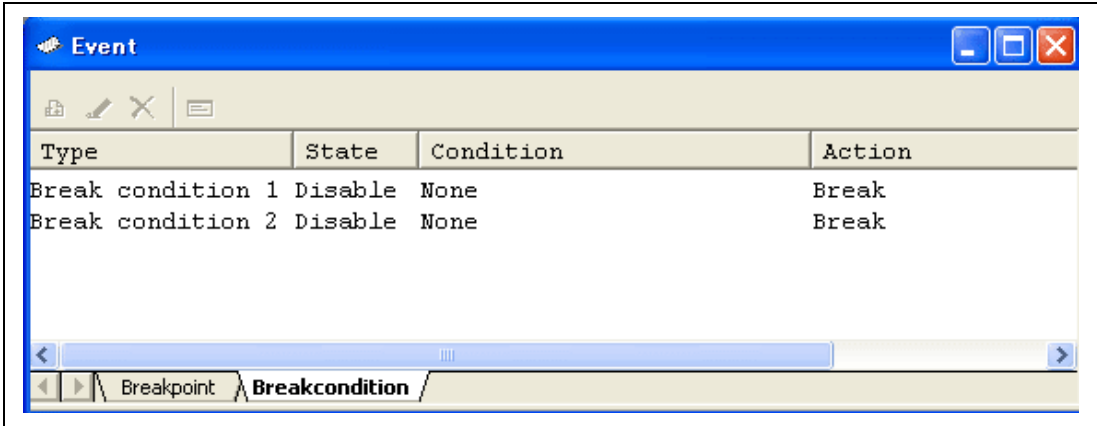 Event
Type State Condition Action
Break condition 1 Disable None Break
Break condition 2 Disable None Break
Breakpoint Breakcondition